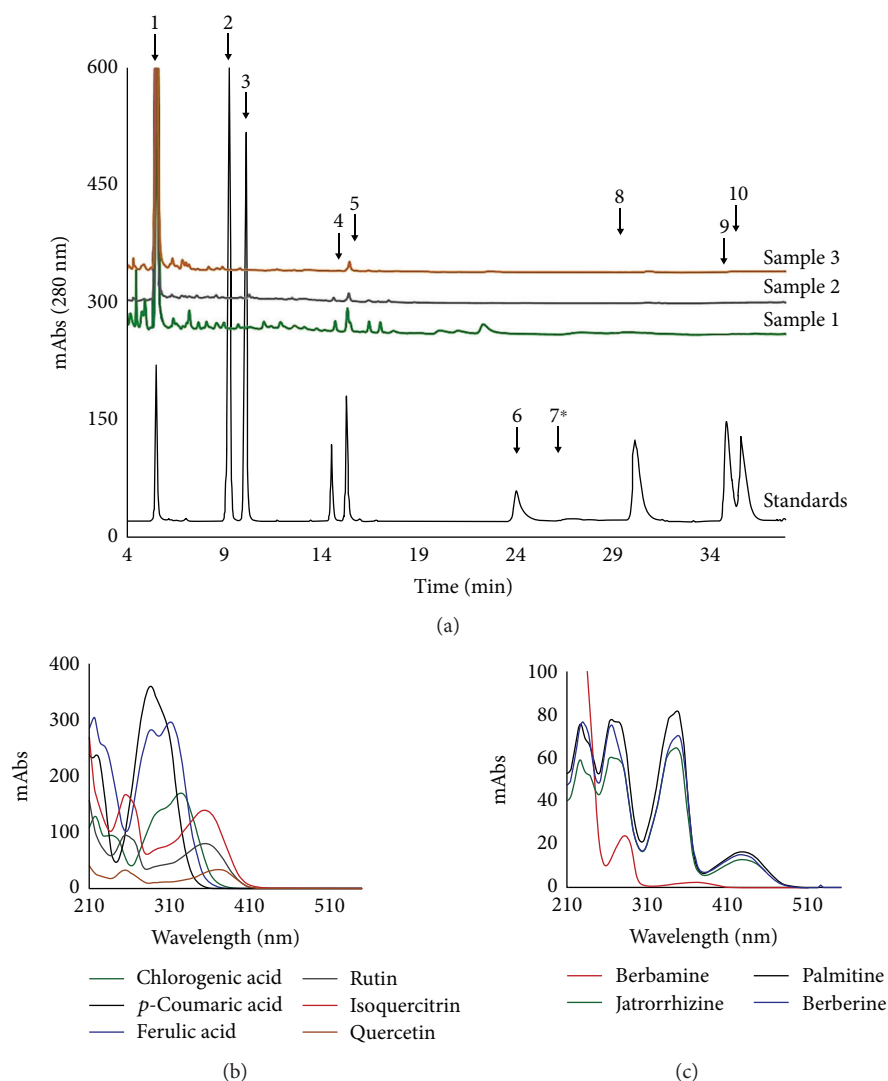 1 2
3
600
450
8 10
5
4 9
Sample 3
Sample 2
300
Sample 1
mAbs (280 nm)
150
6 7*
Standards
0
4 9 14 19 24 29 34
Time (min)
(a)
400
300
200
100
0
mAbs
210 310 410 510
Wavelength (nm)
Chlorogenic acid Rutin
p-Coumaric acid Isoquercitrin
Ferulic acid Quercetin
(b)
100
80
60
40
20
0
mAbs
210 310 410 510
Wavelength (nm)
Berbamine Palmitine
Jatrorrhizine Berberine
(c)